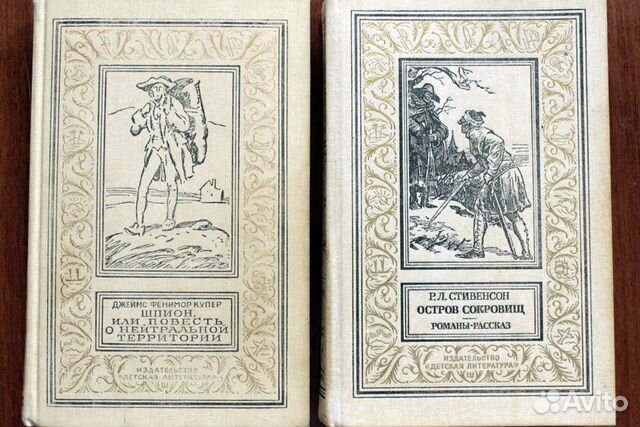 ДЖЕЙМС ФЕНИМОР КУПЕР
ШПИОН,
ИЛИ ПОВЕСТЬ
О НЕЙТРАЛЬНОЙ
ТЕРРИТОРИИ
ИЗДАТЕЛЬСТВО
«ДЕТСКАЯ ЛИТЕРАТУРА»
Р.Л. СТИВЕНСОН
ОСТРОВ СОКРОВИЩ
РОМАНЫ·РАССКАЗ
ИЗДАТЕЛЬСТВО
«ДЕТСКАЯ ЛИТЕРАТУРА»
Avito